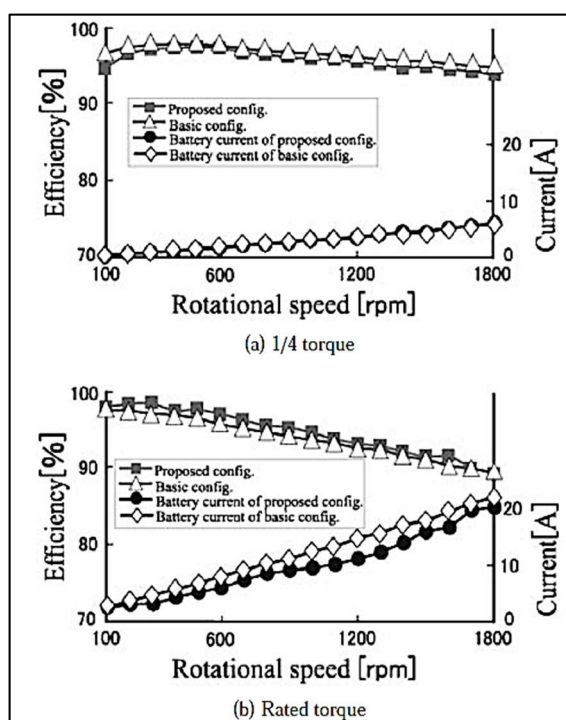 100
90
80
70
Efficiency[%]
Proposed config.
Basic config.
Battery current of proposed config.
Battery current of basic config.
20
10
0
Current[A]
100
600
1200
1800
Rotational speed [rpm]
(a) 1/4 torque
100
90
80
70
Efficiency[%]
Proposed config.
Basic config.
Battery current of proposed config.
Battery current of basic config.
20
10
0
Current[A]
100
600
1200
1800
Rotational speed [rpm]
(b) Rated torque